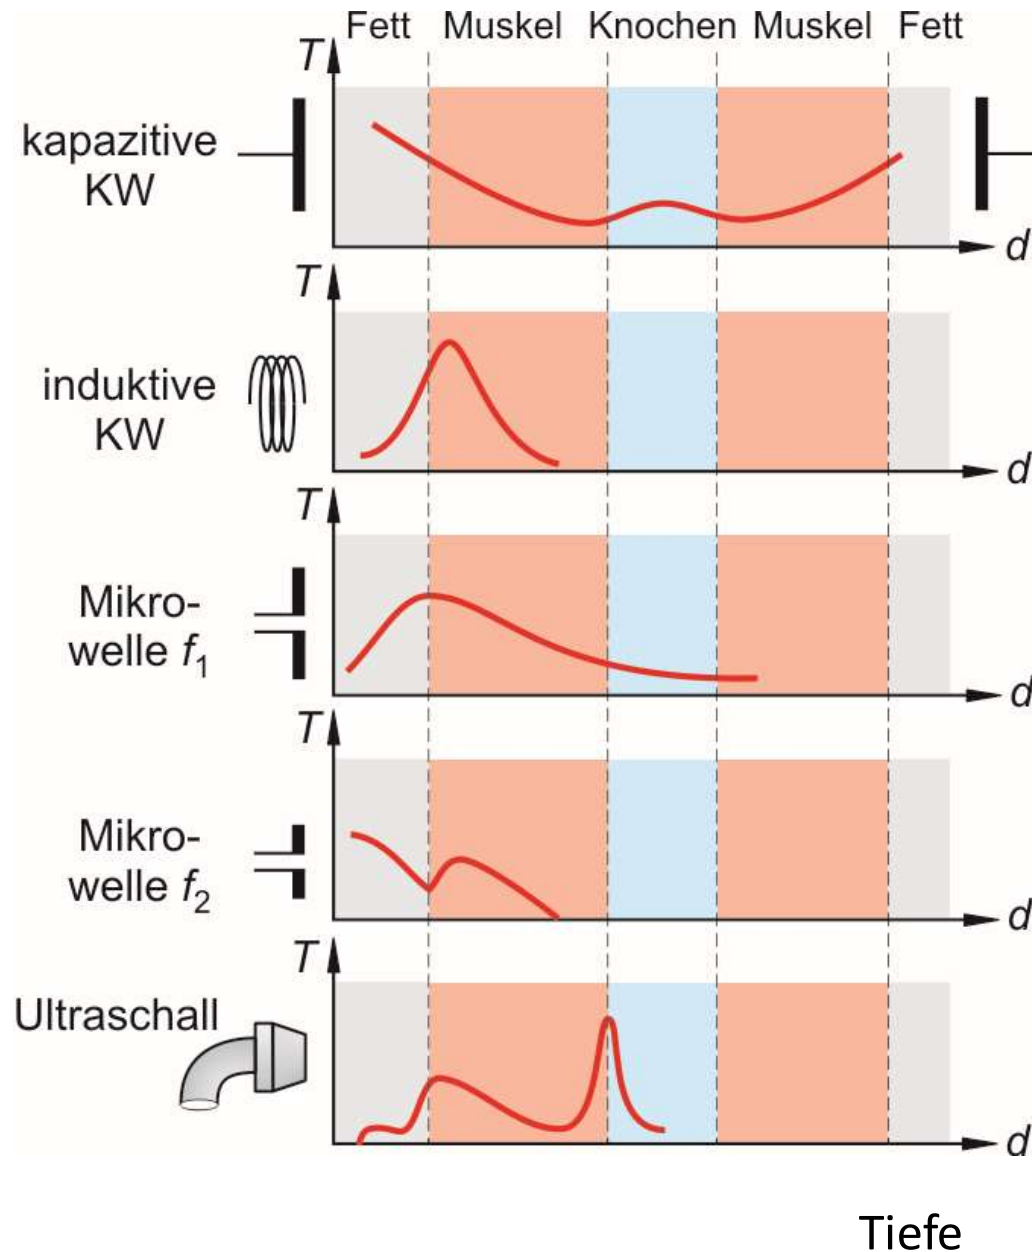 Fett Muskel Knochen Muskel Fett
T
kapazitive
KW
d
T
induktive
KW
d
T
Mikro-
welle f1
d
T
Mikro-
welle f2
d
T
Ultraschall
d
Tiefe